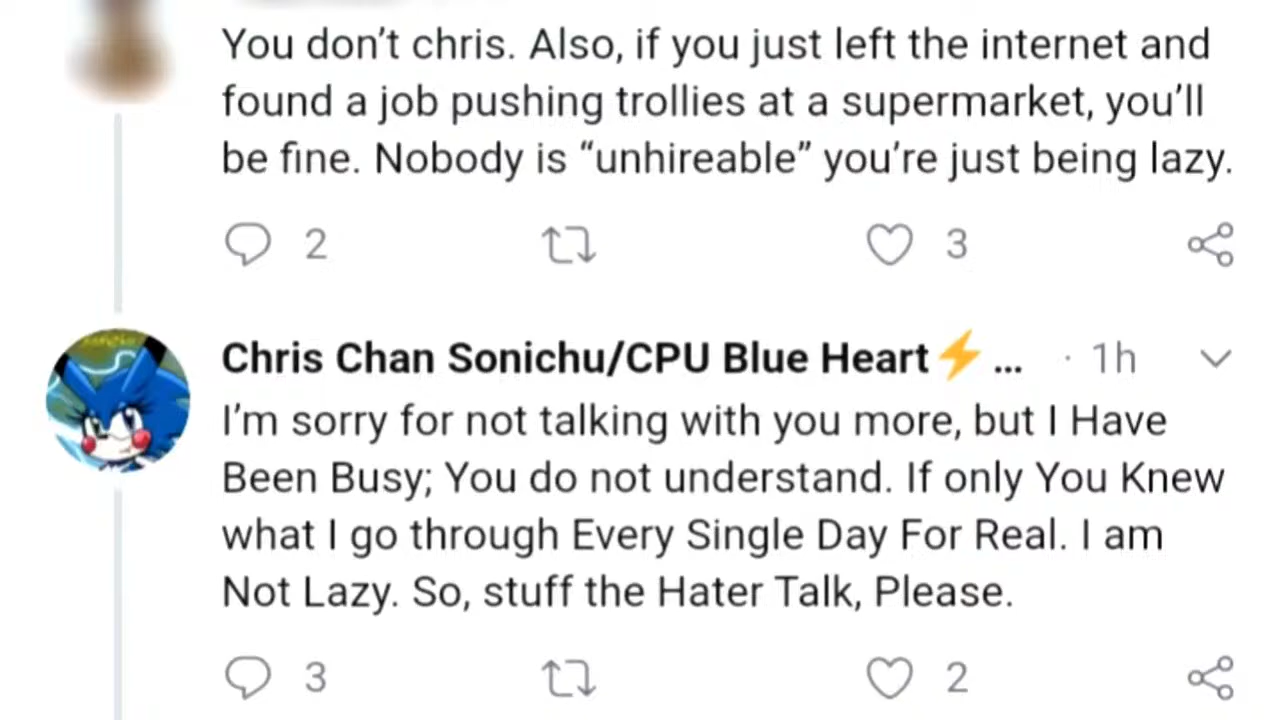 You don’t chris. Also, if you just left the internet and
found a job pushing trollies at a supermarket, you’ll
be fine. Nobody is “unhireable” you’re just being lazy.
2 3
Chris Chan Sonichu/CPU Blue Heart⚡... · 1h
I’m sorry for not talking with you more, but I Have
Been Busy; You do not understand. If only You Knew
what I go through Every Single Day For Real. I am
Not Lazy. So, stuff the Hater Talk, Please.
3 2